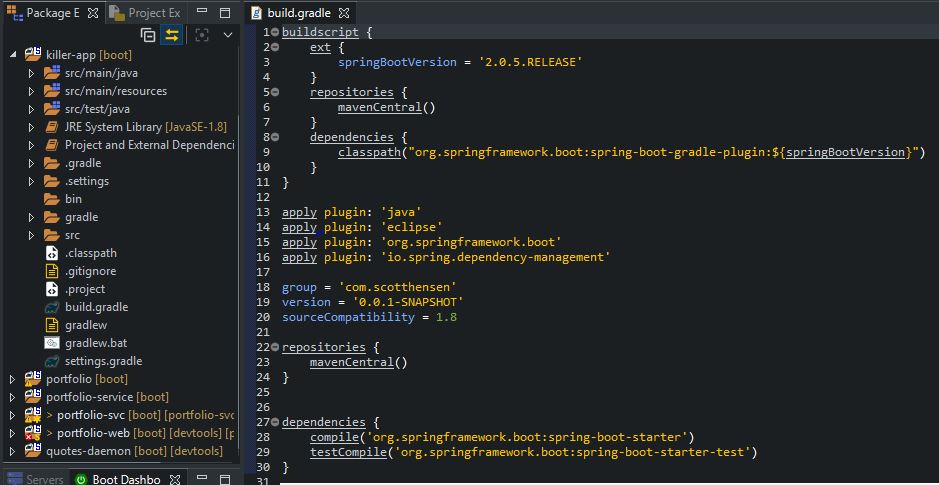 Package E
Project Ex
killer-app [boot]
src/main/java
src/main/resources
src/test/java
JRE System Library [JavaSE-1.8]
Project and External Dependenci
.gradle
.settings
bin
gradle
src
.classpath
.gitignore
.project
build.gradle
gradlew
gradlew.bat
settings.gradle
portfolio [boot]
portfolio-service [boot]
> portfolio-svc [boot] [portfolio-svc
> portfolio-web [boot] [devtools] [p
quotes-daemon [boot] [devtools]
Servers
Boot Dashbo
build.gradle
1 buildscript {
2 ext {
3 springBootVersion = '2.0.5.RELEASE'
4 }
5 repositories {
6 mavenCentral()
7 }
8 dependencies {
9 classpath("org.springframework.boot:spring-boot-gradle-plugin:${springBootVersion}")
10 }
11 }
12
13 apply plugin: 'java'
14 apply plugin: 'eclipse'
15 apply plugin: 'org.springframework.boot'
16 apply plugin: 'io.spring.dependency-management'
17
18 group = 'com.scotthensen'
19 version = '0.0.1-SNAPSHOT'
20 sourceCompatibility = 1.8
21
22 repositories {
23 mavenCentral()
24 }
25
26
27 dependencies {
28 compile('org.springframework.boot:spring-boot-starter')
29 testCompile('org.springframework.boot:spring-boot-starter-test')
30 }
31